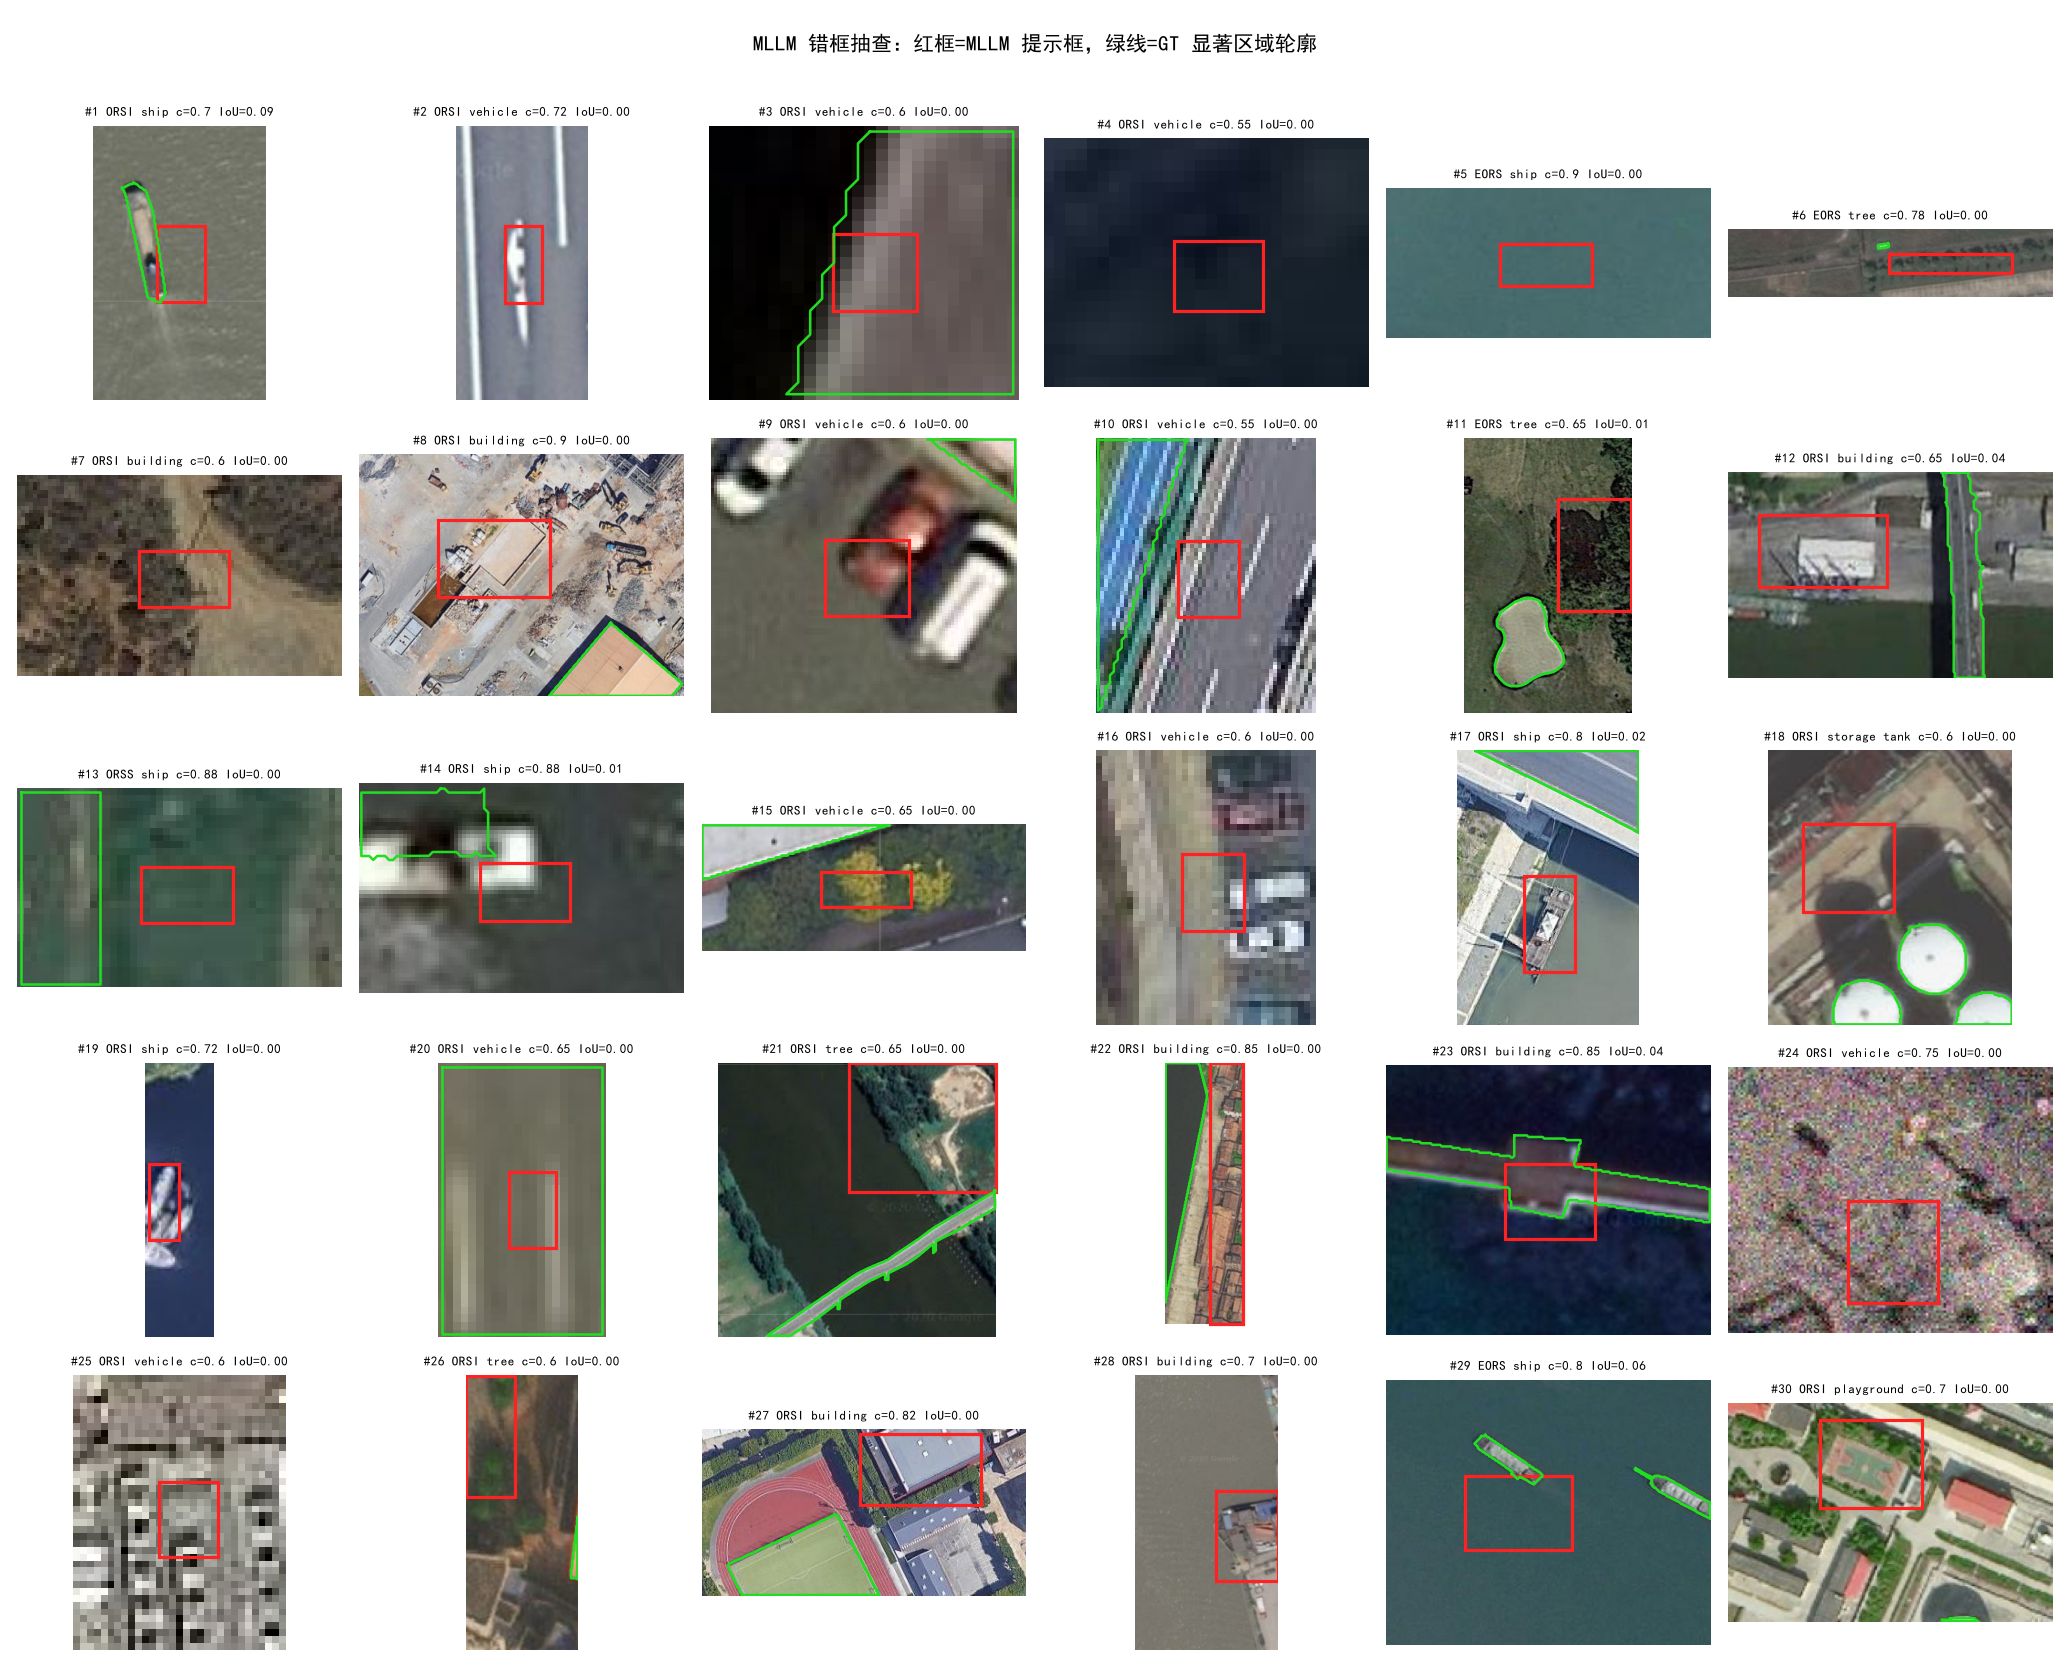 MLLM 错框抽查: 红框=MLLM 提示框, 绿线=GT 显著区域轮廓
#1 ORSI ship c=0.7 IoU=0.09
#2 ORSI vehicle c=0.72 IoU=0.00
#3 ORSI vehicle c=0.6 IoU=0.00
#4 ORSI vehicle c=0.55 IoU=0.00
#5 EORS ship c=0.9 IoU=0.00
#6 EORS tree c=0.78 IoU=0.00
#7 ORSI building c=0.6 IoU=0.00
#8 ORSI building c=0.9 IoU=0.00
#9 ORSI vehicle c=0.6 IoU=0.00
#10 ORSI vehicle c=0.55 IoU=0.00
#11 EORS tree c=0.65 IoU=0.01
#12 ORSI building c=0.65 IoU=0.04
#13 ORSS ship c=0.88 IoU=0.00
#14 ORSI ship c=0.88 IoU=0.01
#15 ORSI vehicle c=0.65 IoU=0.00
#16 ORSI vehicle c=0.6 IoU=0.00
#17 ORSI ship c=0.8 IoU=0.02
#18 ORSI storage tank c=0.6 IoU=0.00
#19 ORSI ship c=0.72 IoU=0.00
#20 ORSI vehicle c=0.65 IoU=0.00
#21 ORSI tree c=0.65 IoU=0.00
#22 ORSI building c=0.85 IoU=0.00
#23 ORSI building c=0.85 IoU=0.04
#24 ORSI vehicle c=0.75 IoU=0.00
#25 ORSI vehicle c=0.6 IoU=0.00
#26 ORSI tree c=0.6 IoU=0.00
#27 ORSI building c=0.82 IoU=0.00
#28 ORSI building c=0.7 IoU=0.00
#29 EORS ship c=0.8 IoU=0.06
#30 ORSI playground c=0.7 IoU=0.00